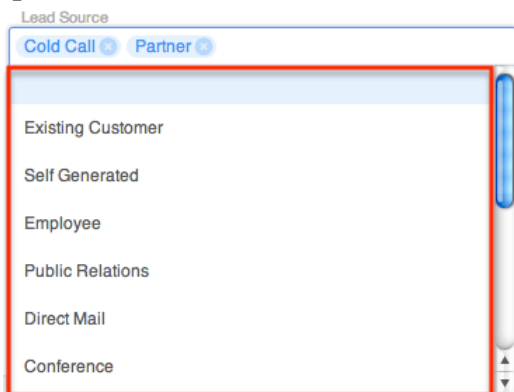 Lead Source
Cold Call Partner
Existing Customer
Self Generated
Employee
Public Relations
Direct Mail
Conference